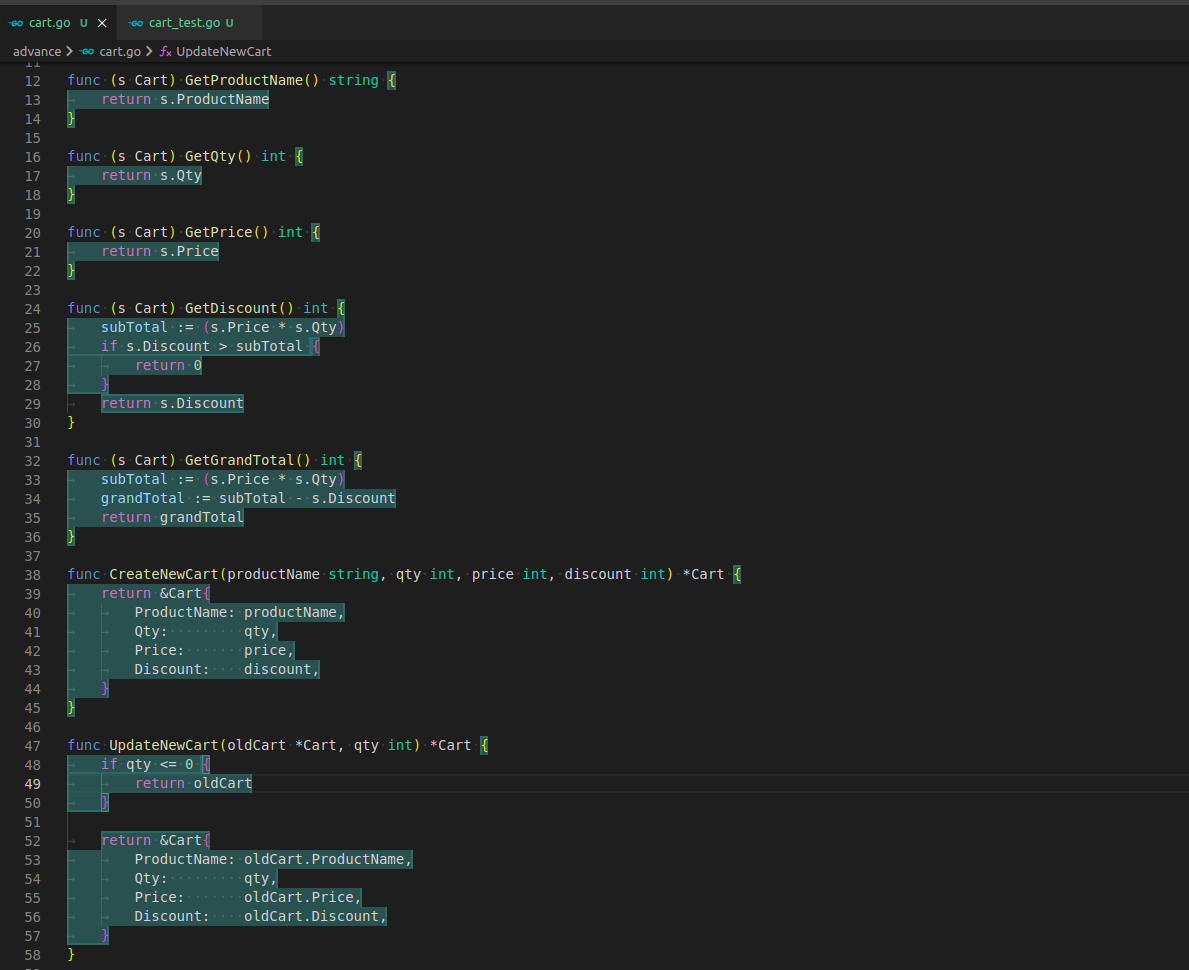 cart.go U
cart_test.go U
advance > cart.go > UpdateNewCart
11
12 func (s Cart) GetProductName() string {
13     return s.ProductName
14 }
15
16 func (s Cart) GetQty() int {
17     return s.Qty
18 }
19
20 func (s Cart) GetPrice() int {
21     return s.Price
22 }
23
24 func (s Cart) GetDiscount() int {
25     subTotal := (s.Price * s.Qty)
26     if s.Discount > subTotal {
27         return 0
28     }
29     return s.Discount
30 }
31
32 func (s Cart) GetGrandTotal() int {
33     subTotal := (s.Price * s.Qty)
34     grandTotal := subTotal - s.Discount
35     return grandTotal
36 }
37
38 func CreateNewCart(productName string, qty int, price int, discount int) *Cart {
39     return &Cart{
40         ProductName: productName,
41         Qty:         qty,
42         Price:       price,
43         Discount:    discount,
44     }
45 }
46
47 func UpdateNewCart(oldCart *Cart, qty int) *Cart {
48     if qty <= 0 {
49         return oldCart
50     }
51
52     return &Cart{
53         ProductName: oldCart.ProductName,
54         Qty:         qty,
55         Price:       oldCart.Price,
56         Discount:    oldCart.Discount,
57     }
58 }